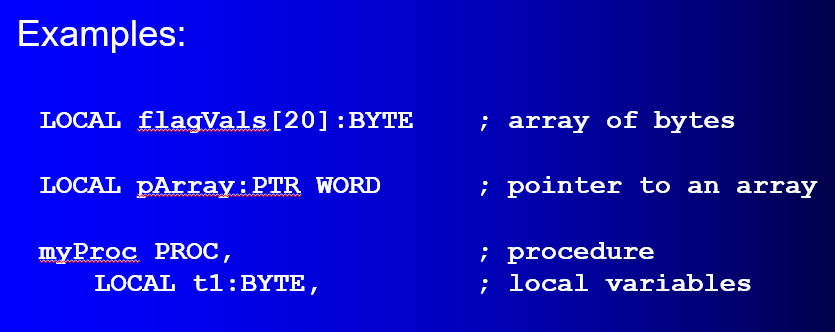 Examples:
LOCAL flagVals[20]:BYTE ; array of bytes
LOCAL pArray:PTR WORD ; pointer to an array
myProc PROC, ; procedure
LOCAL t1:BYTE, ; local variables